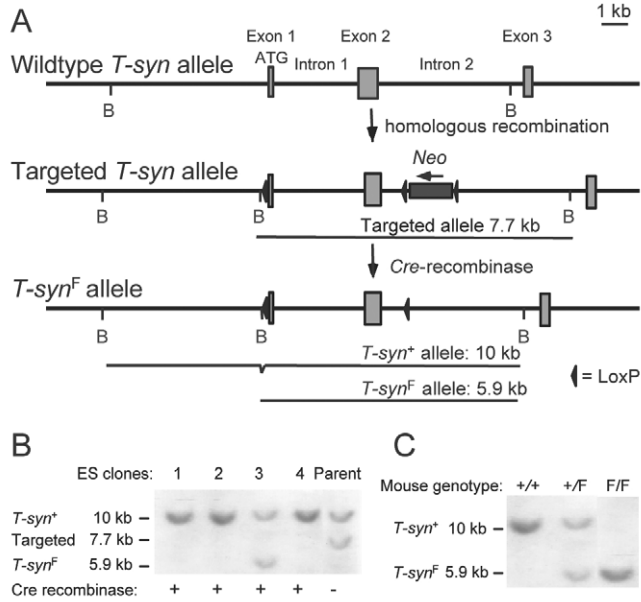 A
1 kb
Exon 1
Exon 2
Exon 3
ATG
Intron 1
Intron 2
Wildtype T-syn allele
B
B
homologous recombination
Targeted T-syn allele
Neo
B
B
B
Targeted allele 7.7 kb
Cre-recombinase
T-synF allele
B
B
B
T-syn+ allele: 10 kb
T-synF allele: 5.9 kb
= LoxP
B
ES clones: 1 2 3 4 Parent
T-syn+ 10 kb –
Targeted 7.7 kb –
T-synF 5.9 kb –
Cre recombinase: + + + + -
C
Mouse genotype: +/+ +/F F/F
T-syn+ 10 kb –
T-synF 5.9 kb –